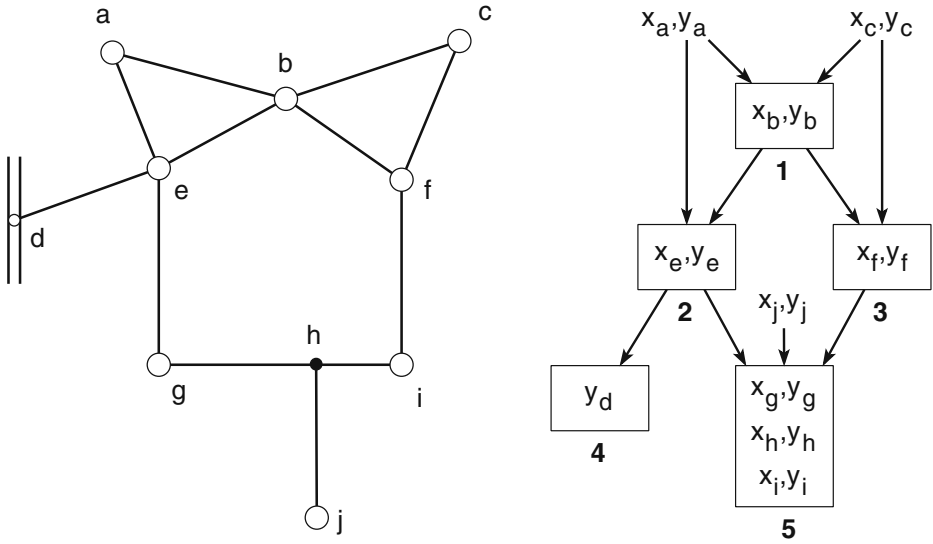 a
b
c
d
e
f
g
h
i
j
x_a,y_a
x_c,y_c
x_b,y_b
1
x_e,y_e
2
x_f,y_f
3
x_j,y_j
y_d
4
x_g,y_g
x_h,y_h
x_i,y_i
5